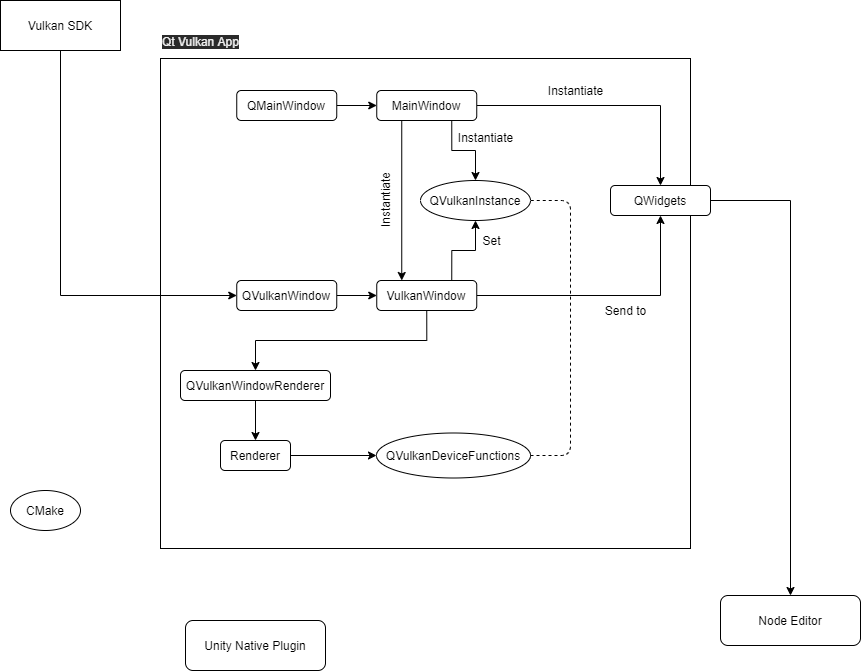 Vulkan SDK
Qt Vulkan App
Instantiate
QMainWindow
MainWindow
Instantiate
Instantiate
QVulkanInstance
QWidgets
Set
QVulkanWindow
VulkanWindow
Send to
QVulkanWindowRenderer
Renderer
QVulkanDeviceFunctions
CMake
Node Editor
Unity Native Plugin